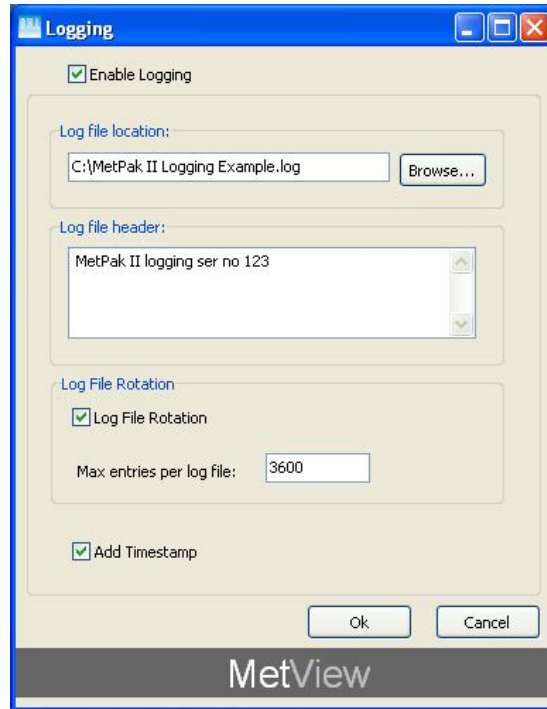 Logging
Enable Logging
Log file location:
C:\MetPak II Logging Example.log
Browse...
Log file header:
MetPak II logging ser no 123
Log File Rotation
Log File Rotation
Max entries per log file:
3600
Add Timestamp
Ok
Cancel
MetView